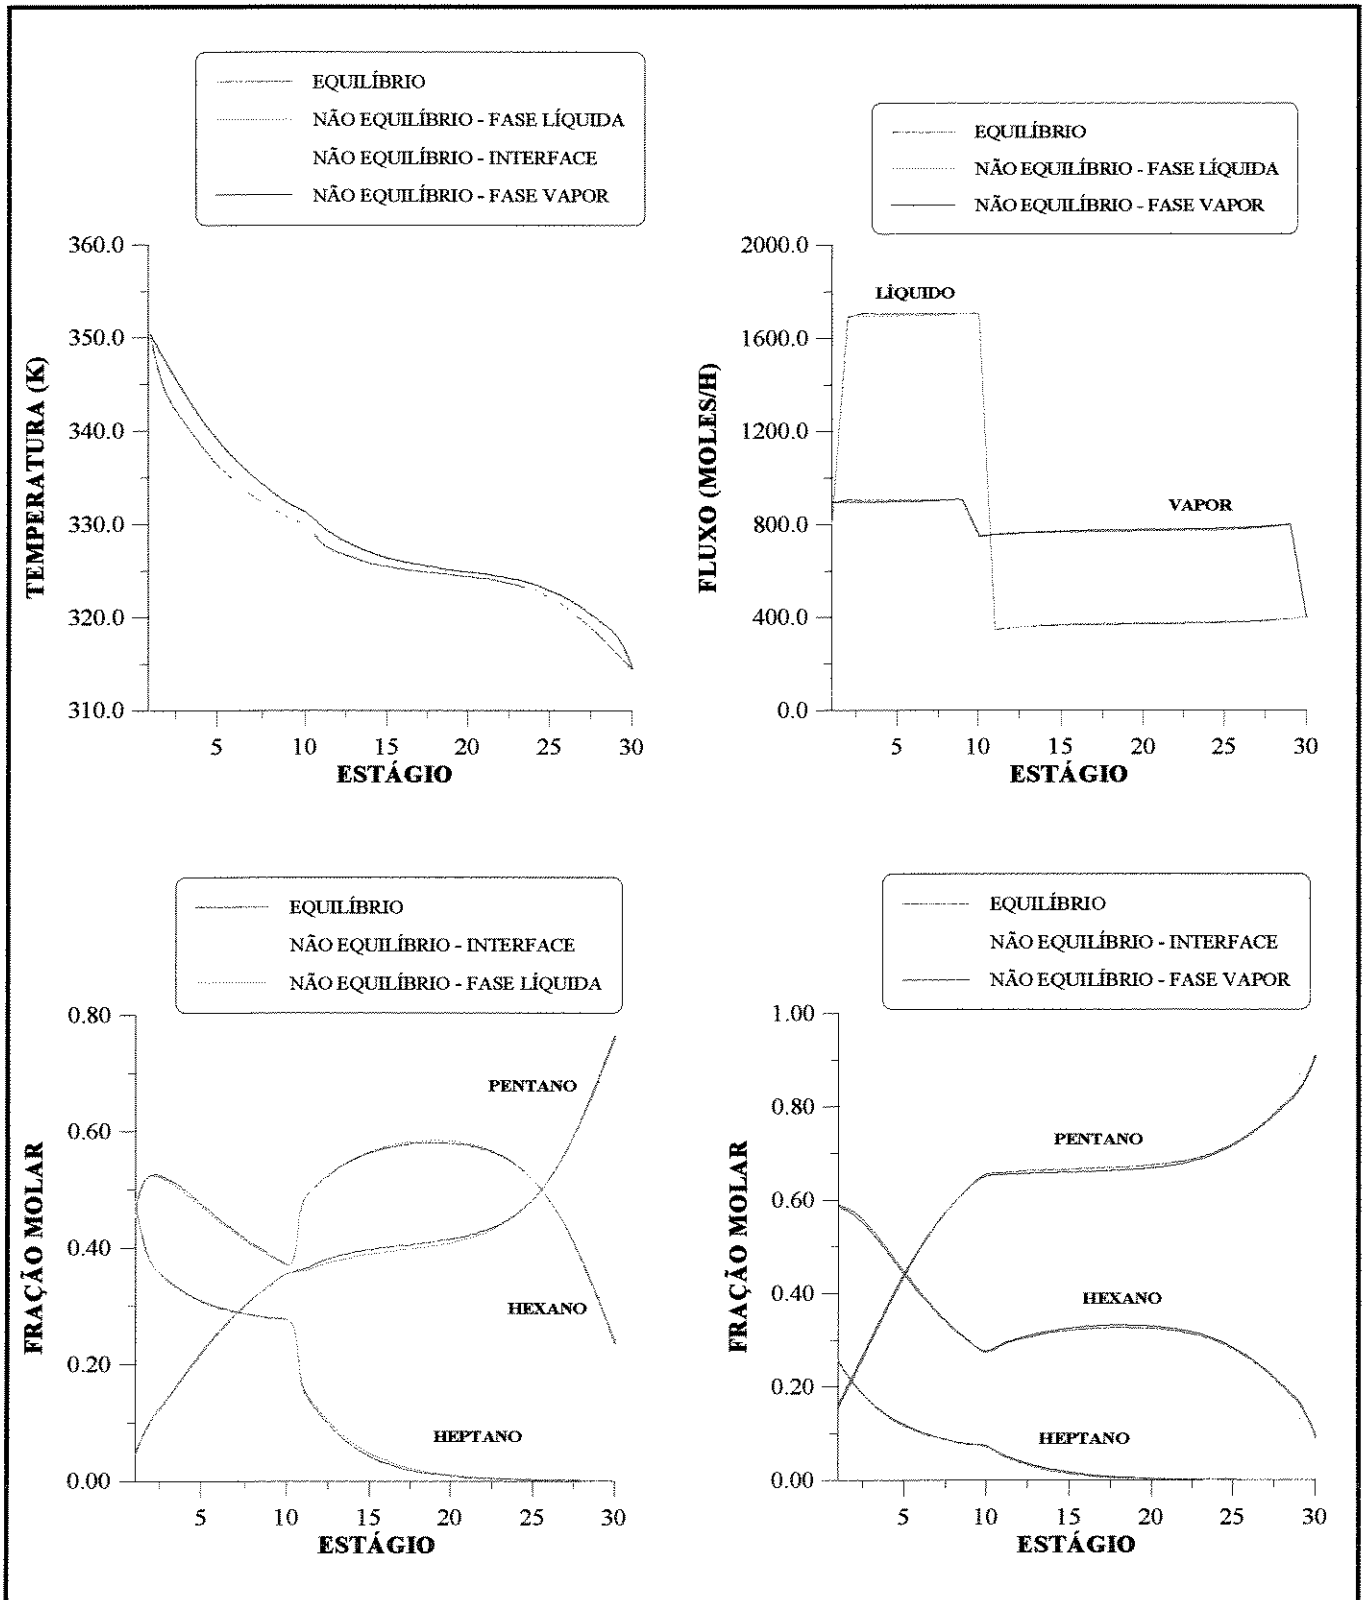 EQUILÍBRIO
NÃO EQUILÍBRIO - FASE LÍQUIDA
NÃO EQUILÍBRIO - INTERFACE
NÃO EQUILÍBRIO - FASE VAPOR
360.0
350.0
340.0
330.0
320.0
310.0
TEMPERATURA (K)
5 10 15 20 25 30
ESTÁGIO
EQUILÍBRIO
NÃO EQUILÍBRIO - FASE LÍQUIDA
NÃO EQUILÍBRIO - FASE VAPOR
2000.0
1600.0
1200.0
800.0
400.0
0.0
FLUXO (MOLES/H)
LÍQUIDO
VAPOR
5 10 15 20 25 30
ESTÁGIO
EQUILÍBRIO
NÃO EQUILÍBRIO - INTERFACE
NÃO EQUILÍBRIO - FASE LÍQUIDA
0.80
0.60
0.40
0.20
0.00
FRAÇÃO MOLAR
PENTANO
HEXANO
HEPTANO
5 10 15 20 25 30
ESTÁGIO
EQUILÍBRIO
NÃO EQUILÍBRIO - INTERFACE
NÃO EQUILÍBRIO - FASE VAPOR
1.00
0.80
0.60
0.40
0.20
0.00
FRAÇÃO MOLAR
PENTANO
HEXANO
HEPTANO
5 10 15 20 25 30
ESTÁGIO